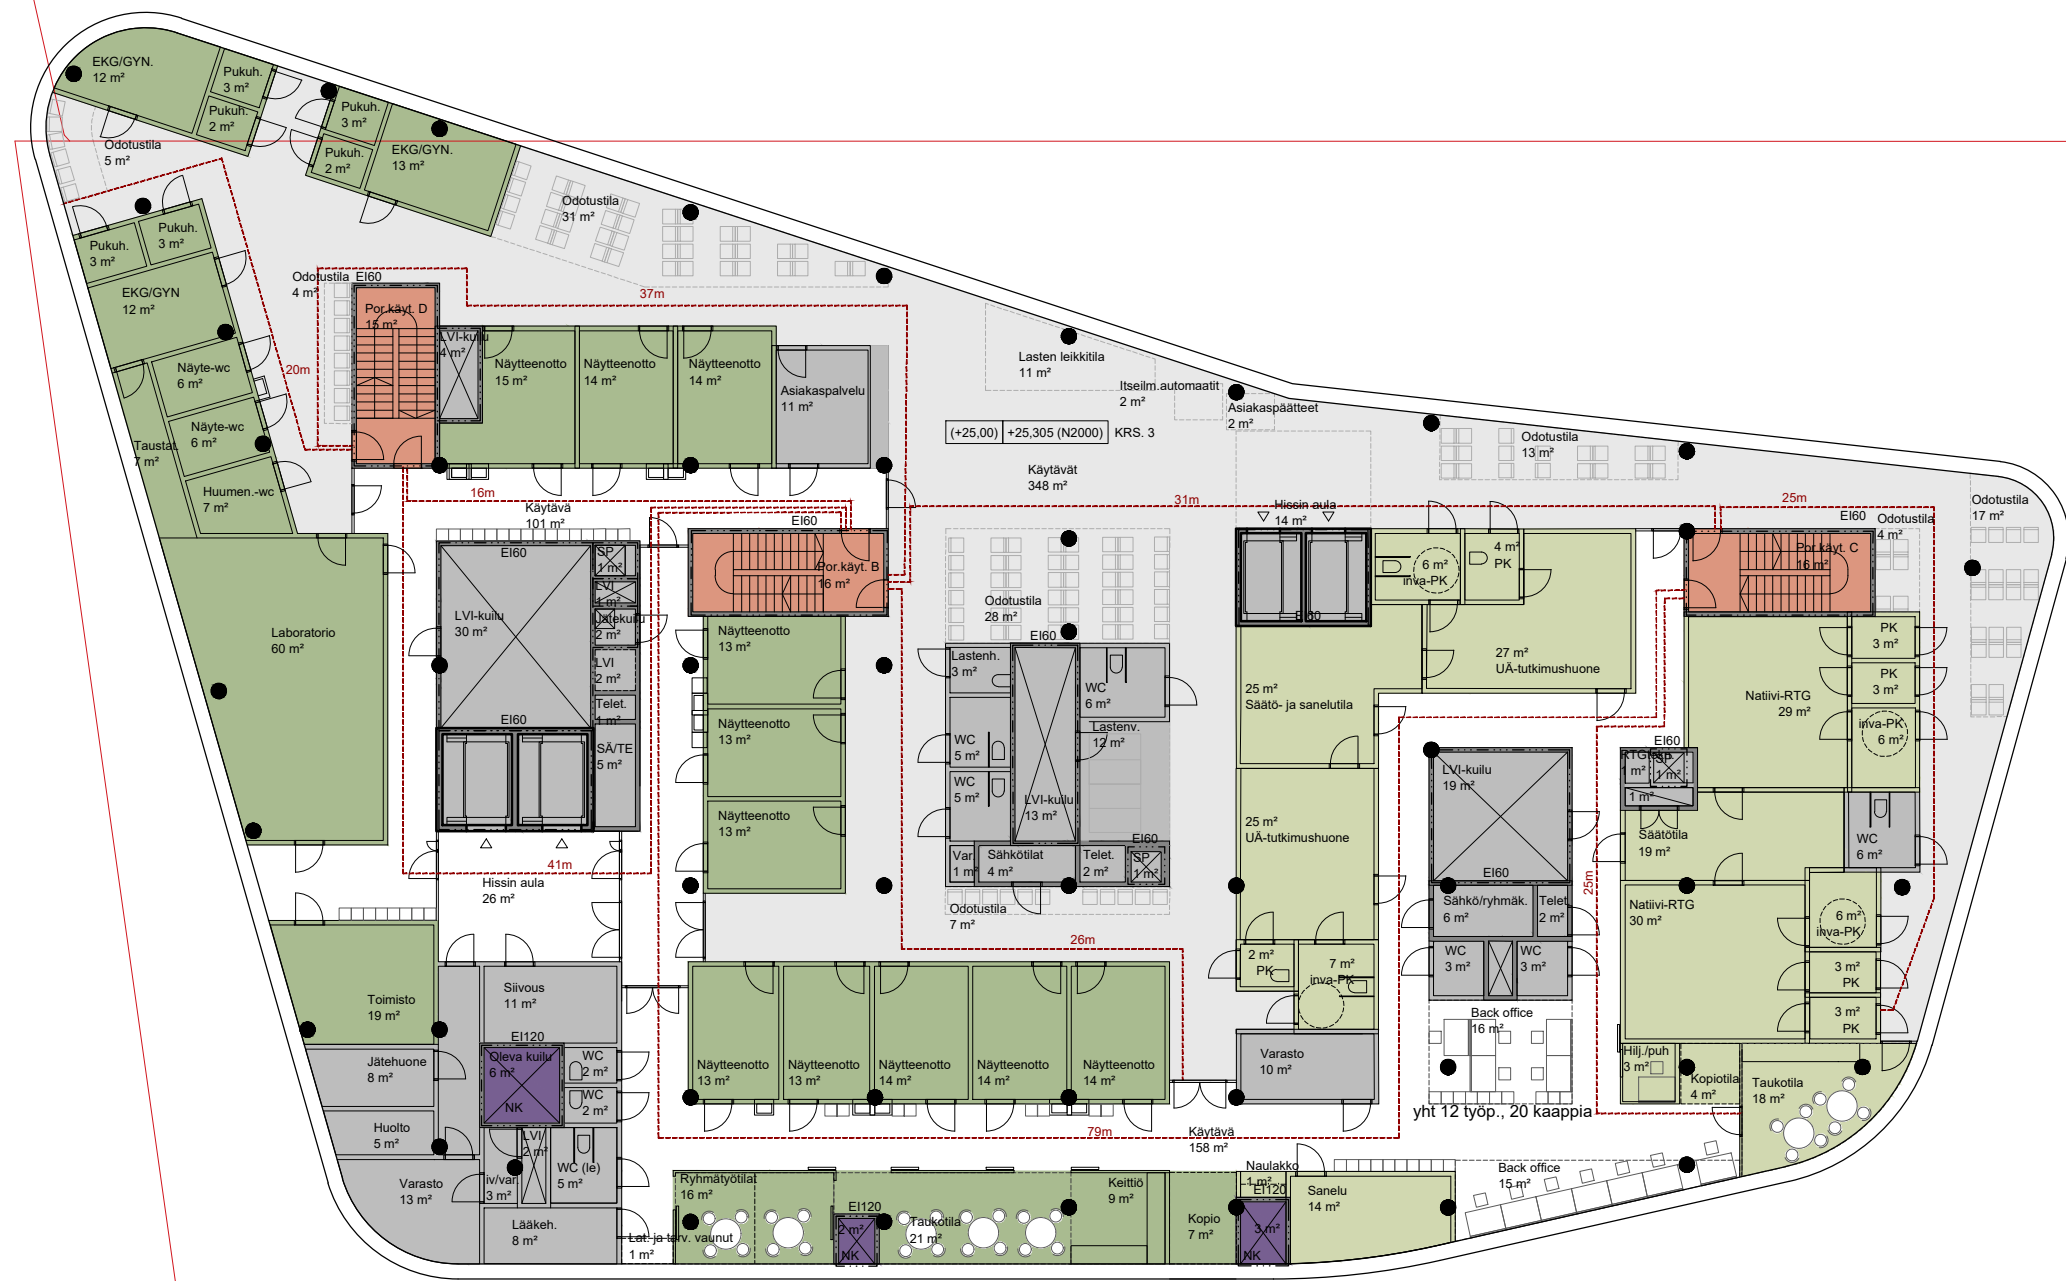 EKG/GYN.
12 m²
Pukuh.
3 m²
Pukuh.
2 m²
Pukuh.
3 m²
Pukuh.
2 m²
EKG/GYN.
13 m²
Odotustila
5 m²
Odotustila
31 m²
Pukuh.
3 m²
Pukuh.
3 m²
EKG/GYN
12 m²
Odotustila
4 m²
EI60
Por.käyt. D
15 m²
37m
20m
LVI-kuilu
4 m²
Näytteenotto
15 m²
Näytteenotto
14 m²
Näytteenotto
14 m²
Asiakaspalvelu
11 m²
Näyte-wc
6 m²
Näyte-wc
6 m²
Taustat.
7 m²
Huumen.-wc
7 m²
Lasten leikkitila
11 m²
Itseilm.automaatit
2 m²
Asiakaspäätteet
2 m²
(+25,00)
+25,305 (N2000)
KRS. 3
Käytävät
348 m²
Odotustila
13 m²
Odotustila
17 m²
Odotustila
4 m²
16m
Käytävä
101 m²
31m
25m
Hissin aula
14 m²
EI60
EI60
EI60
SP
1 m²
LVI
1 m²
2 m²
LVI
2 m²
Telet.
1 m²
SÄ/TE
5 m²
LVI-kuilu
30 m²
EI60
Por.käyt. B
16 m²
Por.käyt. C
16 m²
6 m²
inva-PK
4 m²
PK
EI60
Laboratorio
60 m²
Näytteenotto
13 m²
Näytteenotto
13 m²
Näytteenotto
13 m²
Odotustila
28 m²
EI60
Lastenh.
3 m²
WC
6 m²
WC
5 m²
WC
5 m²
Lastenv.
12 m²
LVI-kuilu
13 m²
EI60
SP
1 m²
Var.
1 m²
Sähkötilat
4 m²
Telet.
2 m²
Odotustila
7 m²
27 m²
UÄ-tutkimushuone
25 m²
Säätö- ja sanelutila
25 m²
UÄ-tutkimushuone
Natiivi-RTG
29 m²
PK
3 m²
PK
3 m²
inva-PK
6 m²
EI60
1 m²
1 m²
1 m²
LVI-kuilu
19 m²
EI60
Säätötila
19 m²
WC
6 m²
25m
Sähkö/ryhmäk.
6 m²
Telet.
2 m²
WC
3 m²
WC
3 m²
Natiivi-RTG
30 m²
6 m²
inva-PK
3 m²
PK
3 m²
PK
41m
Hissin aula
26 m²
26m
2 m²
PK
7 m²
inva-PK
Toimisto
19 m²
Siivous
11 m²
EI120
Oleva kuilu
6 m²
NK
WC
2 m²
WC
2 m²
Jätehuone
8 m²
Huolto
5 m²
Varasto
13 m²
LVI
2 m²
iv/var.
3 m²
WC (le)
5 m²
Lääkeh.
8 m²
Näytteenotto
13 m²
Näytteenotto
13 m²
Näytteenotto
14 m²
Näytteenotto
14 m²
Näytteenotto
14 m²
Varasto
10 m²
Back office
16 m²
yht 12 työp., 20 kaappia
Hilj./puh
3 m²
Kopiotila
4 m²
Taukotila
18 m²
79m
Käytävä
158 m²
Back office
15 m²
Lat. ja tarv. vaunut
1 m²
Ryhmätyötilat
16 m²
EI120
2 m²
NK
Taukotila
21 m²
Keittiö
9 m²
Kopio
7 m²
Naulakko
1 m²
EI120
3 m²
NK
Sanelu
14 m²